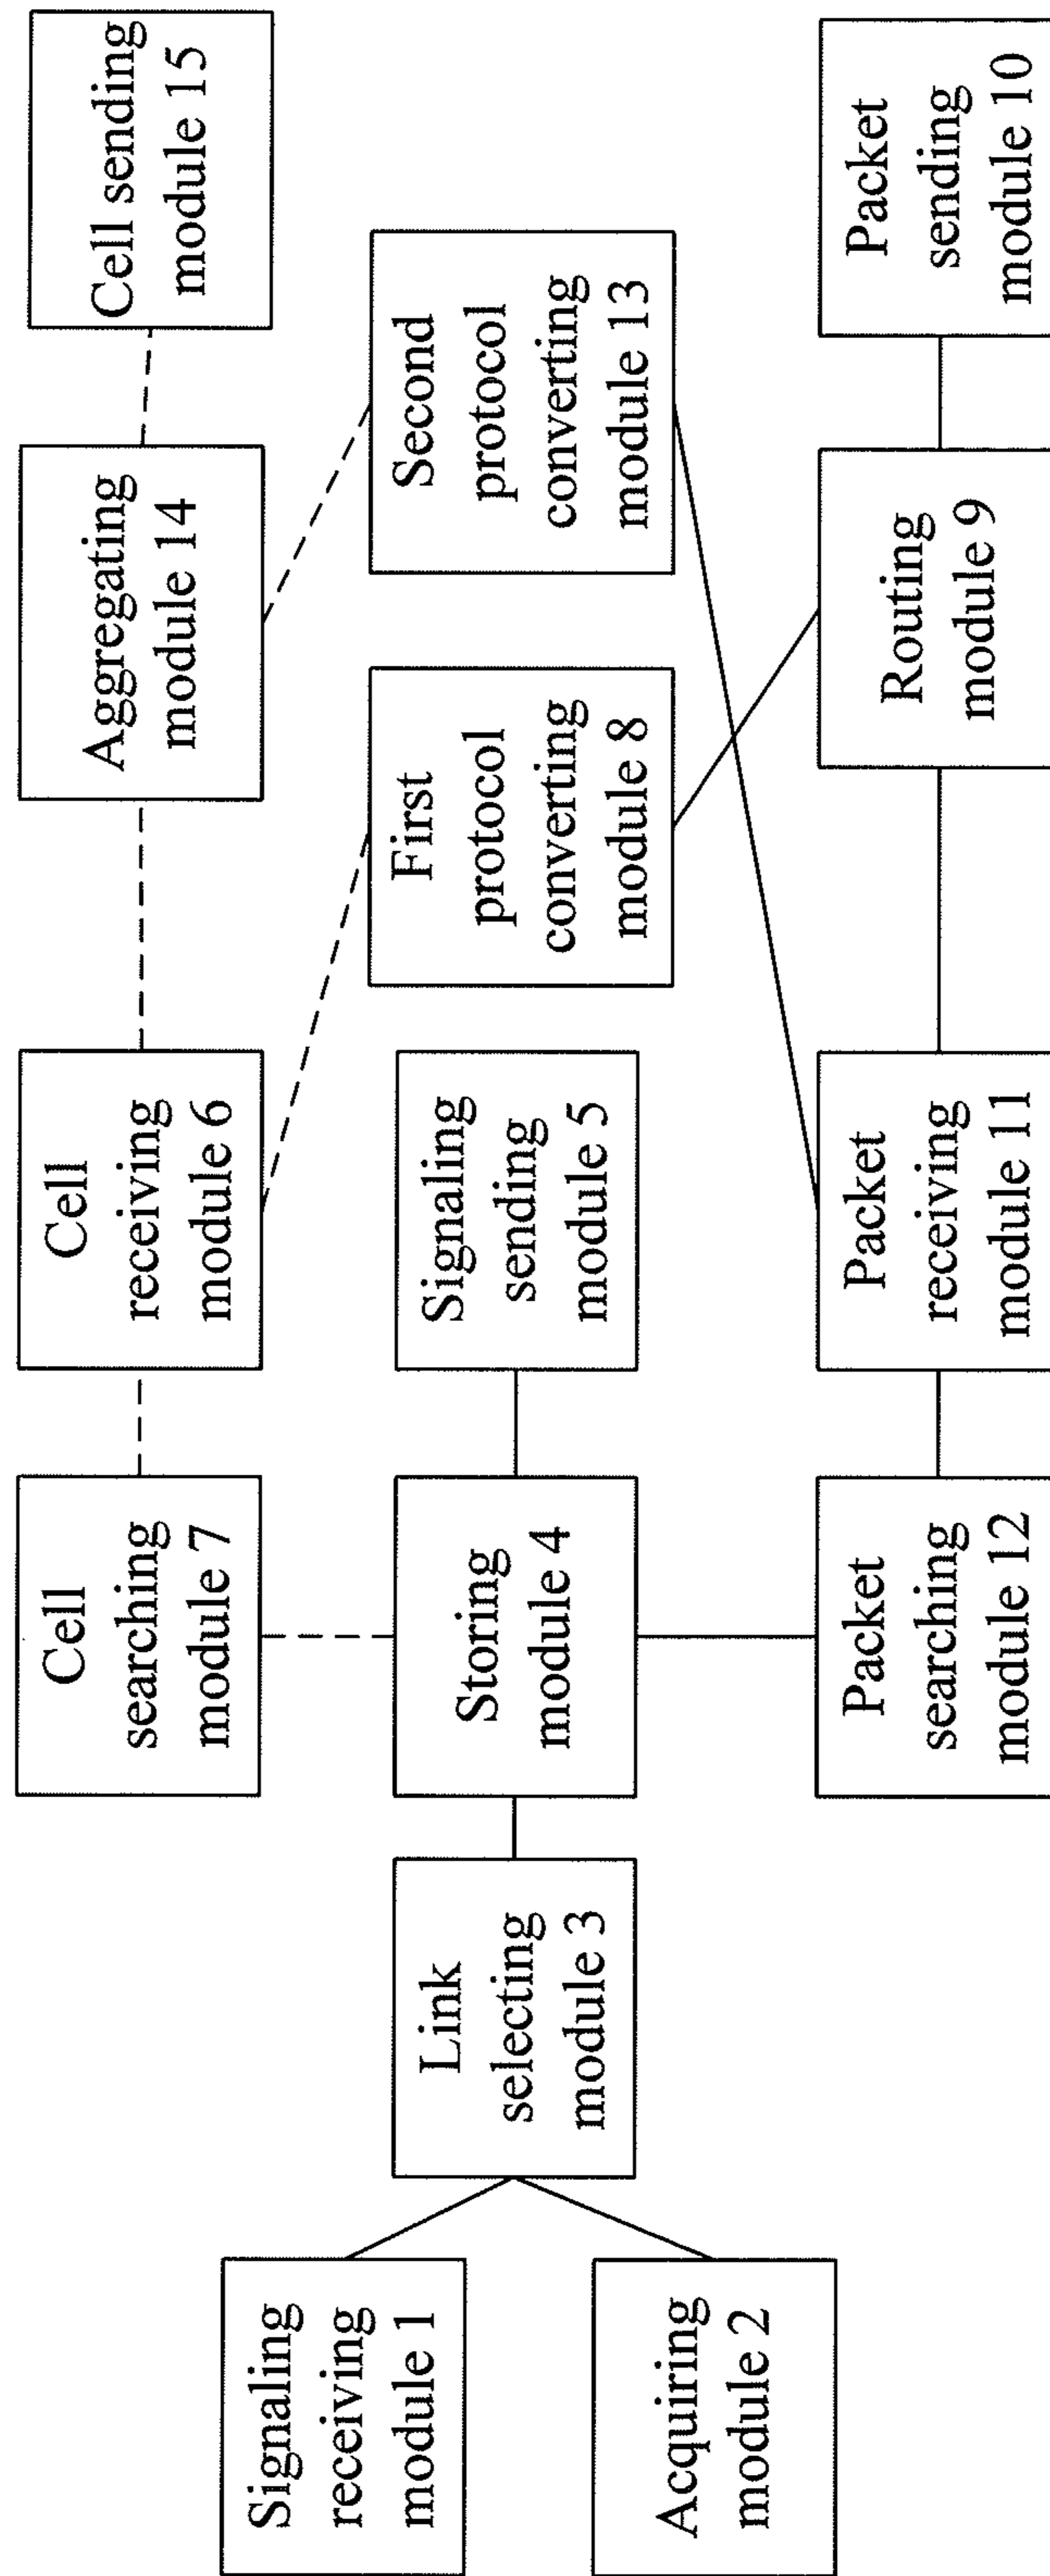 Cell
searching
module 7
Cell
receiving
module 6
Aggregating
module 14
Cell sending
module 15
Signaling
receiving
module 1
Acquiring
module 2
Link
selecting
module 3
Storing
module 4
Signaling
sending
module 5
First
protocol
converting
module 8
Second
protocol
converting
module 13
Packet
searching
module 12
Packet
receiving
module 11
Routing
module 9
Packet
sending
module 10